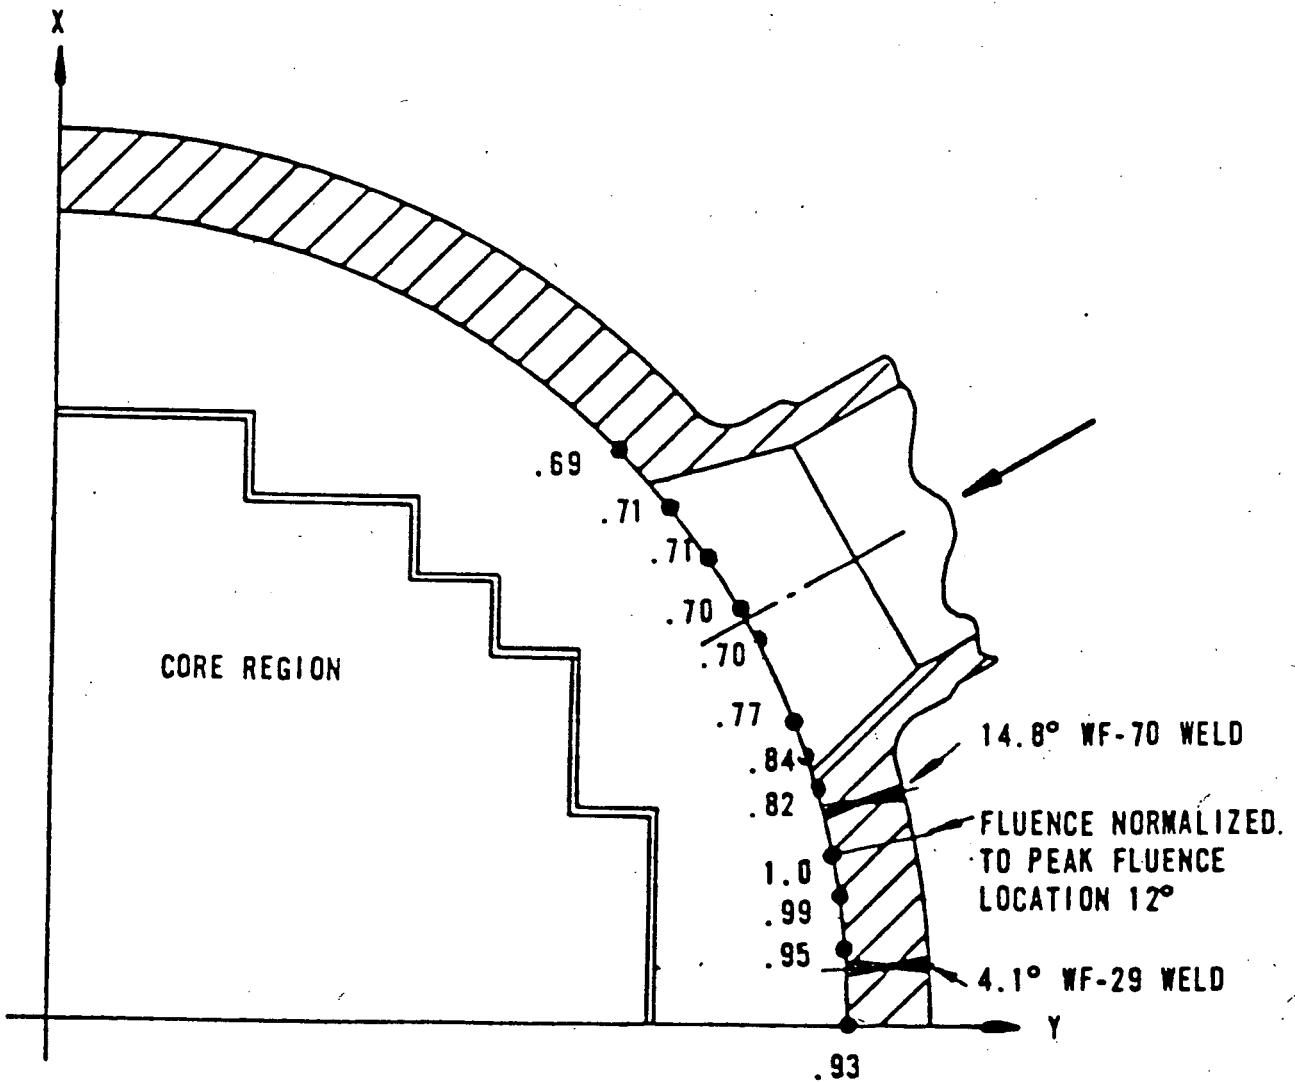 X
.69
.71
.71
.70
.70
CORE REGION
.77
14.8° WF-70 WELD
.84
.82
FLUENCE NORMALIZED.
TO PEAK FLUENCE
1.0
LOCATION 12°
.99
.95
4.1° WF-29 WELD
Y
.93